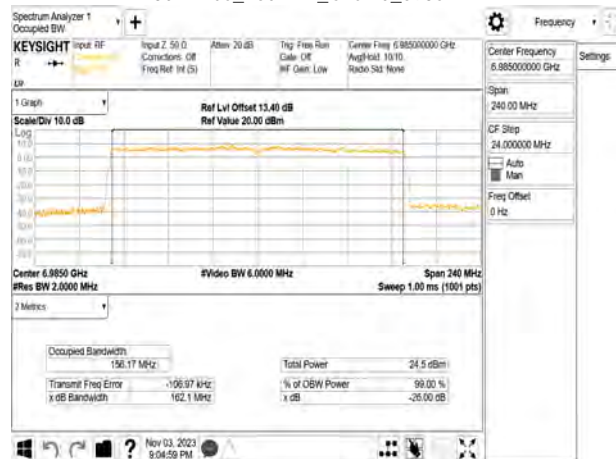 Spectrum Analyzer 1
Occupied BW
+
Frequency
KEYSIGHT
Input: RF
R
Input Z: 50 Ω
Corrections: Off
Freq Ref: Int (S)
Atten: 20 dB
Trig: Free Run
Gate: Off
#IF Gain: Low
Center Freq: 6.985000000 GHz
Avg|Hold: 10/10
Radio Std: None
Center Frequency
6.985000000 GHz
Settings
Span
240.00 MHz
CF Step
24.000000 MHz
Auto
Man
Freq Offset
0 Hz
1 Graph
Scale/Div 10.0 dB
Ref Lvl Offset 13.40 dB
Ref Value 20.00 dBm
Log
10.0
0.00
Center 6.9850 GHz
#Res BW 2.0000 MHz
#Video BW 6.0000 MHz
Span 240 MHz
Sweep 1.00 ms (1001 pts)
2 Metrics
Occupied Bandwidth
156.17 MHz
Total Power
24.5 dBm
Transmit Freq Error
-106.97 kHz
% of OBW Power
99.00 %
x dB Bandwidth
162.1 MHz
x dB
-26.00 dB
?
Nov 03, 2023
9:04:59 PM